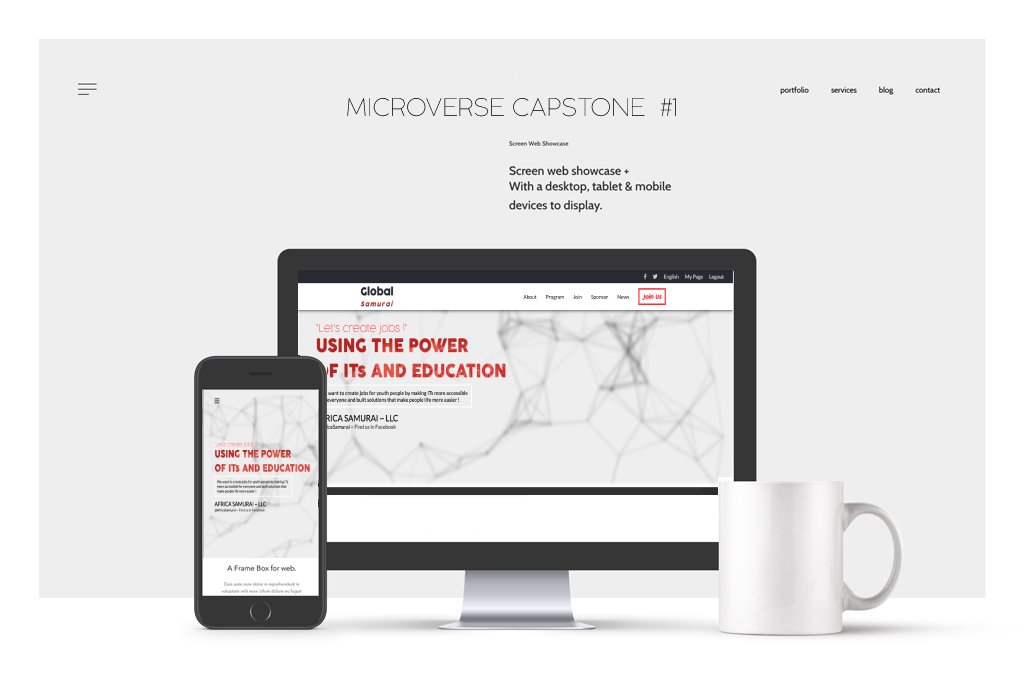 portfolio services blog contact
MICROVERSE CAPSTONE #1
Screen Web Showcase
Screen web showcase +
With a desktop, tablet & mobile
devices to display.
English My Page Logout
Global
Samurai
About Program Join Sponsor News Join us
"Let's create jobs !"
USING THE POWER
OF ITs AND EDUCATION
want to create jobs for youth people by making ITs more accessible
everyone and built solutions that make people life more easier !
RICA SAMURAI ~ LLC
icaSamurai ~ Find us in Facebook
"Let's create jobs !"
USING THE POWER
OF ITs AND EDUCATION
We want to create jobs for youth people by making ITs
more accessible for everyone and built solutions that
make people life more easier !
AFRICA SAMURAI ~ LLC
@AfricaSamurai ~ Find us in Facebook
A Frame Box for web.
Duis aute irure dolor in reprehenderit in
voluptate velit esse cillum dolore eu fugiat